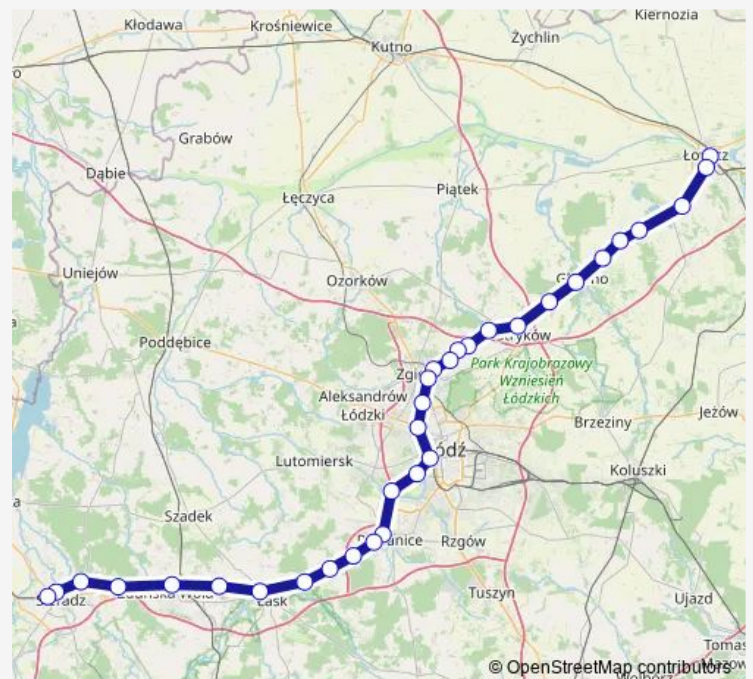 Kiernozia
Kłodawa
Krośniewice
Żychlin
Kutno
Grabów
Dąbie
Piątek
Łęczyca
Uniejów
Ozorków
Poddębice
Park Krajobrazowy
Wzniesień
Łódzkich
Aleksandrów
Łódzki
Brzeziny
Jeżów
Lutomiersk
Koluszki
Szadek
Rzgów
Łask
Tuszyn
Ujazd
© OpenStreetMap contributors